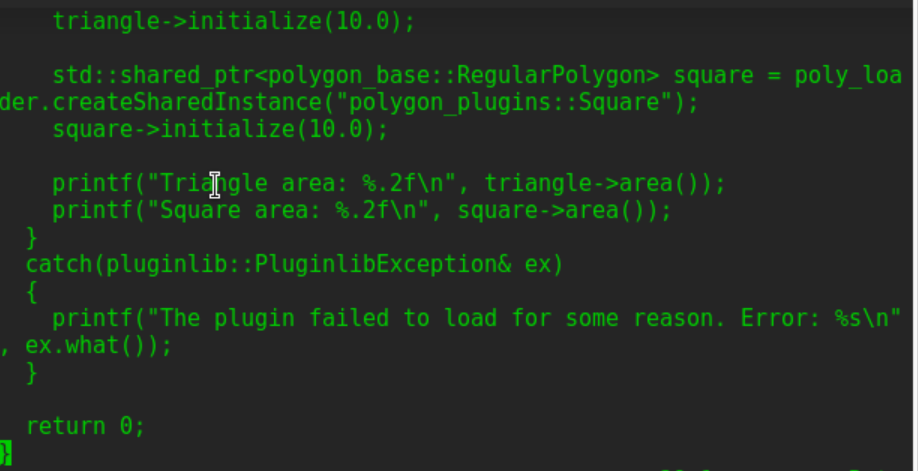 triangle->initialize(10.0);
std::shared_ptr<polygon_base::RegularPolygon> square = poly_loa
der.createSharedInstance("polygon_plugins::Square");
square->initialize(10.0);
printf("Triangle area: %.2f\n", triangle->area());
printf("Square area: %.2f\n", square->area());
}
catch(pluginlib::PluginlibException& ex)
{
printf("The plugin failed to load for some reason. Error: %s\n"
, ex.what());
}
return 0;
}